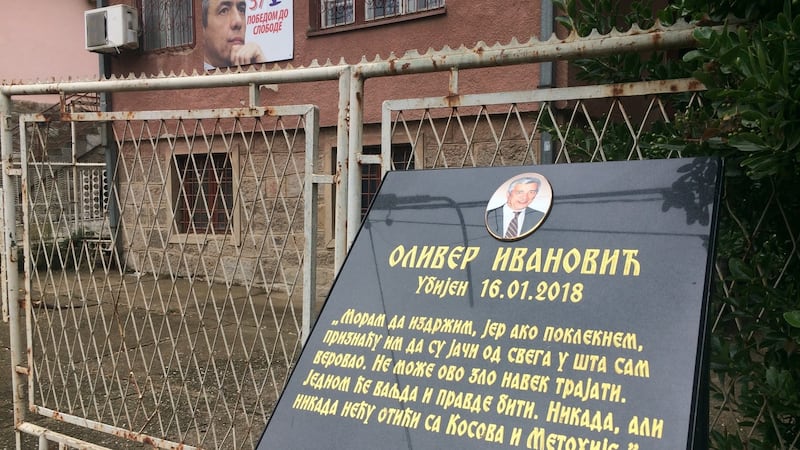 ПОБЕДОМ ДО
СЛОБОДЕ
ОЛИВЕР ИВАНОВИЋ
Убијен 16.01.2018
„Морам да издржим, јер ако поклекнем,
признаћу им да су јачи од свега у шта сам
веровао. Не може ово зло навек трајати.
Једном ће ваљда и правде бити. Никада, али
никада нећу отићи са Косова и Метохије."